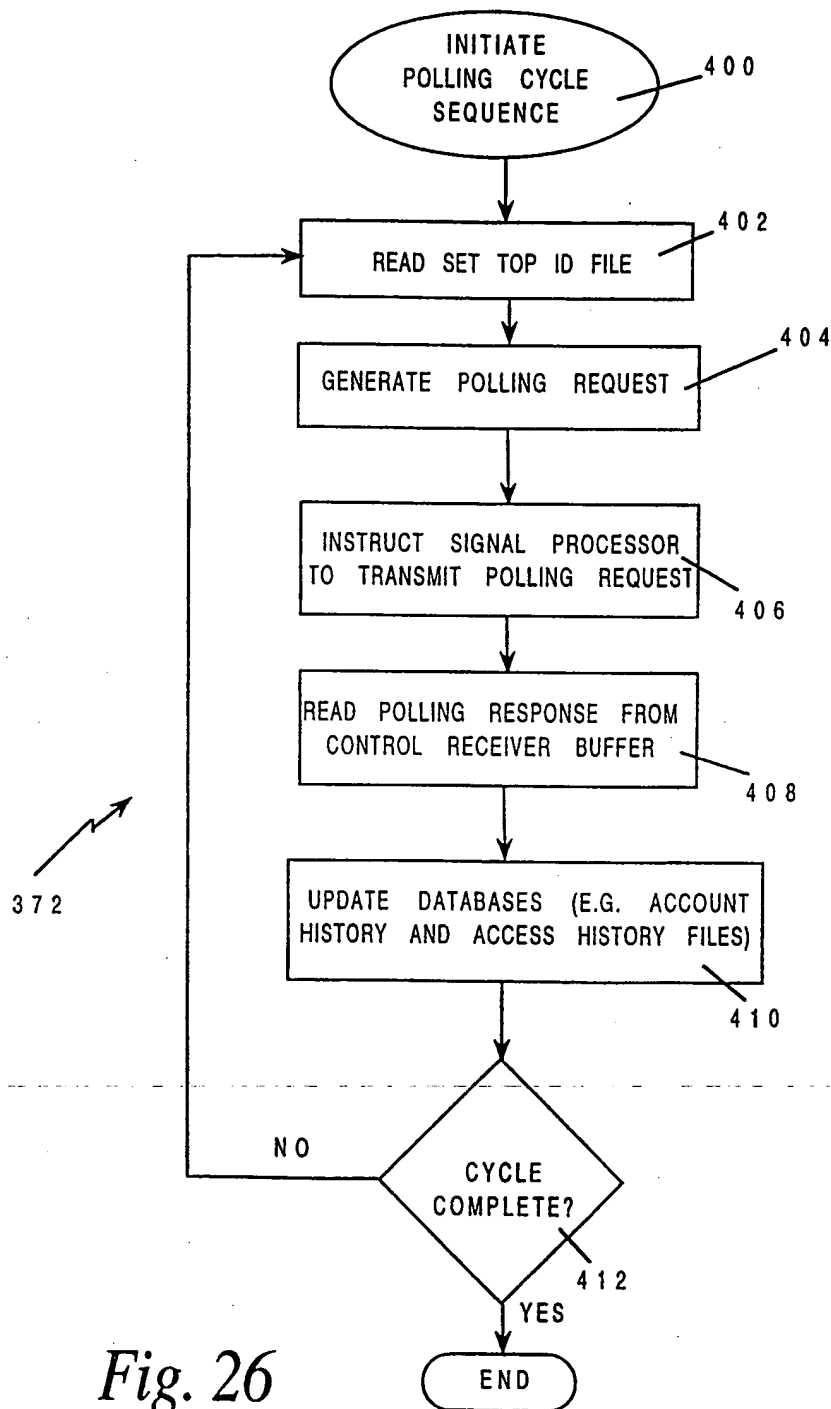 INITIATE
POLLING CYCLE
SEQUENCE
400
402
READ SET TOP ID FILE
404
GENERATE POLLING REQUEST
INSTRUCT SIGNAL PROCESSOR
TO TRANSMIT POLLING REQUEST
406
READ POLLING RESPONSE FROM
CONTROL RECEIVER BUFFER
408
372
UPDATE DATABASES (E.G. ACCOUNT
HISTORY AND ACCESS HISTORY FILES)
410
NO
CYCLE
COMPLETE?
412
YES
END
Fig. 26